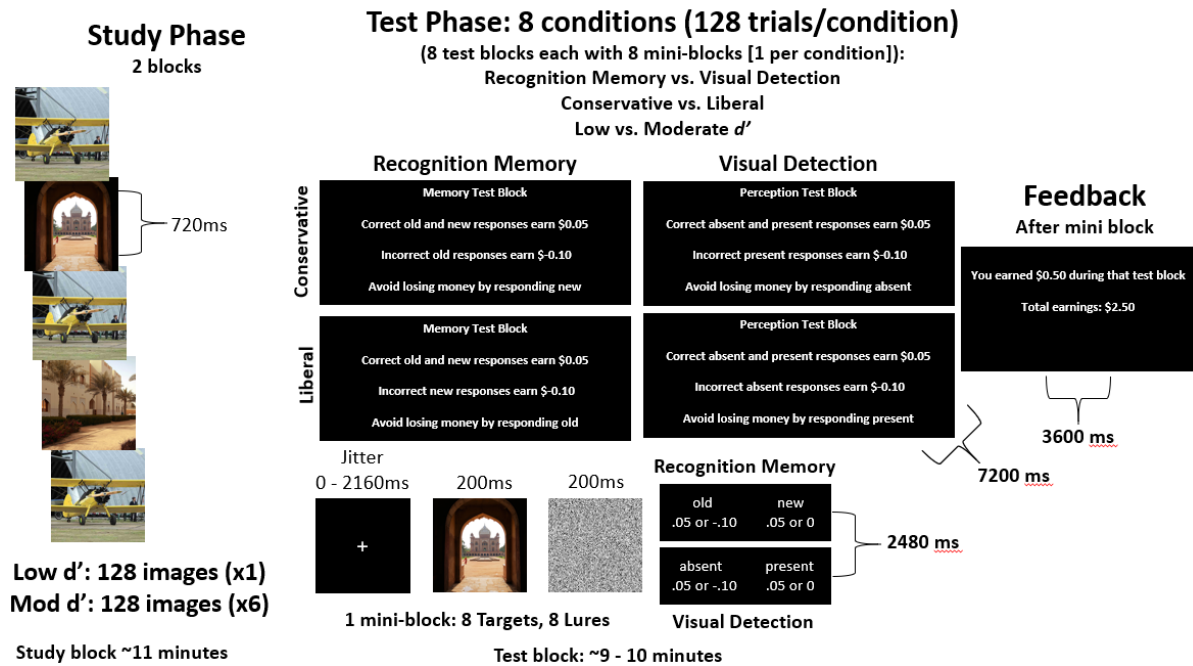 Study Phase
2 blocks
720ms
Low d’: 128 images (x1)
Mod d’: 128 images (x6)
Study block ~11 minutes
Test Phase: 8 conditions (128 trials/condition)
(8 test blocks each with 8 mini-blocks [1 per condition]):
Recognition Memory vs. Visual Detection
Conservative vs. Liberal
Low vs. Moderate d’
Recognition Memory
Visual Detection
Conservative
Memory Test Block
Correct old and new responses earn $0.05
Incorrect old responses earn $-0.10
Avoid losing money by responding new
Perception Test Block
Correct absent and present responses earn $0.05
Incorrect present responses earn $-0.10
Avoid losing money by responding absent
Liberal
Memory Test Block
Correct old and new responses earn $0.05
Incorrect new responses earn $-0.10
Avoid losing money by responding old
Perception Test Block
Correct absent and present responses earn $0.05
Incorrect absent responses earn $-0.10
Avoid losing money by responding present
Jitter
0 - 2160ms
200ms
200ms
+
1 mini-block: 8 Targets, 8 Lures
Recognition Memory
old new
.05 or -.10 .05 or 0
absent present
.05 or -.10 .05 or 0
Visual Detection
2480 ms
7200 ms
Test block: ~9 - 10 minutes
Feedback
After mini block
You earned $0.50 during that test block
Total earnings: $2.50
3600 ms